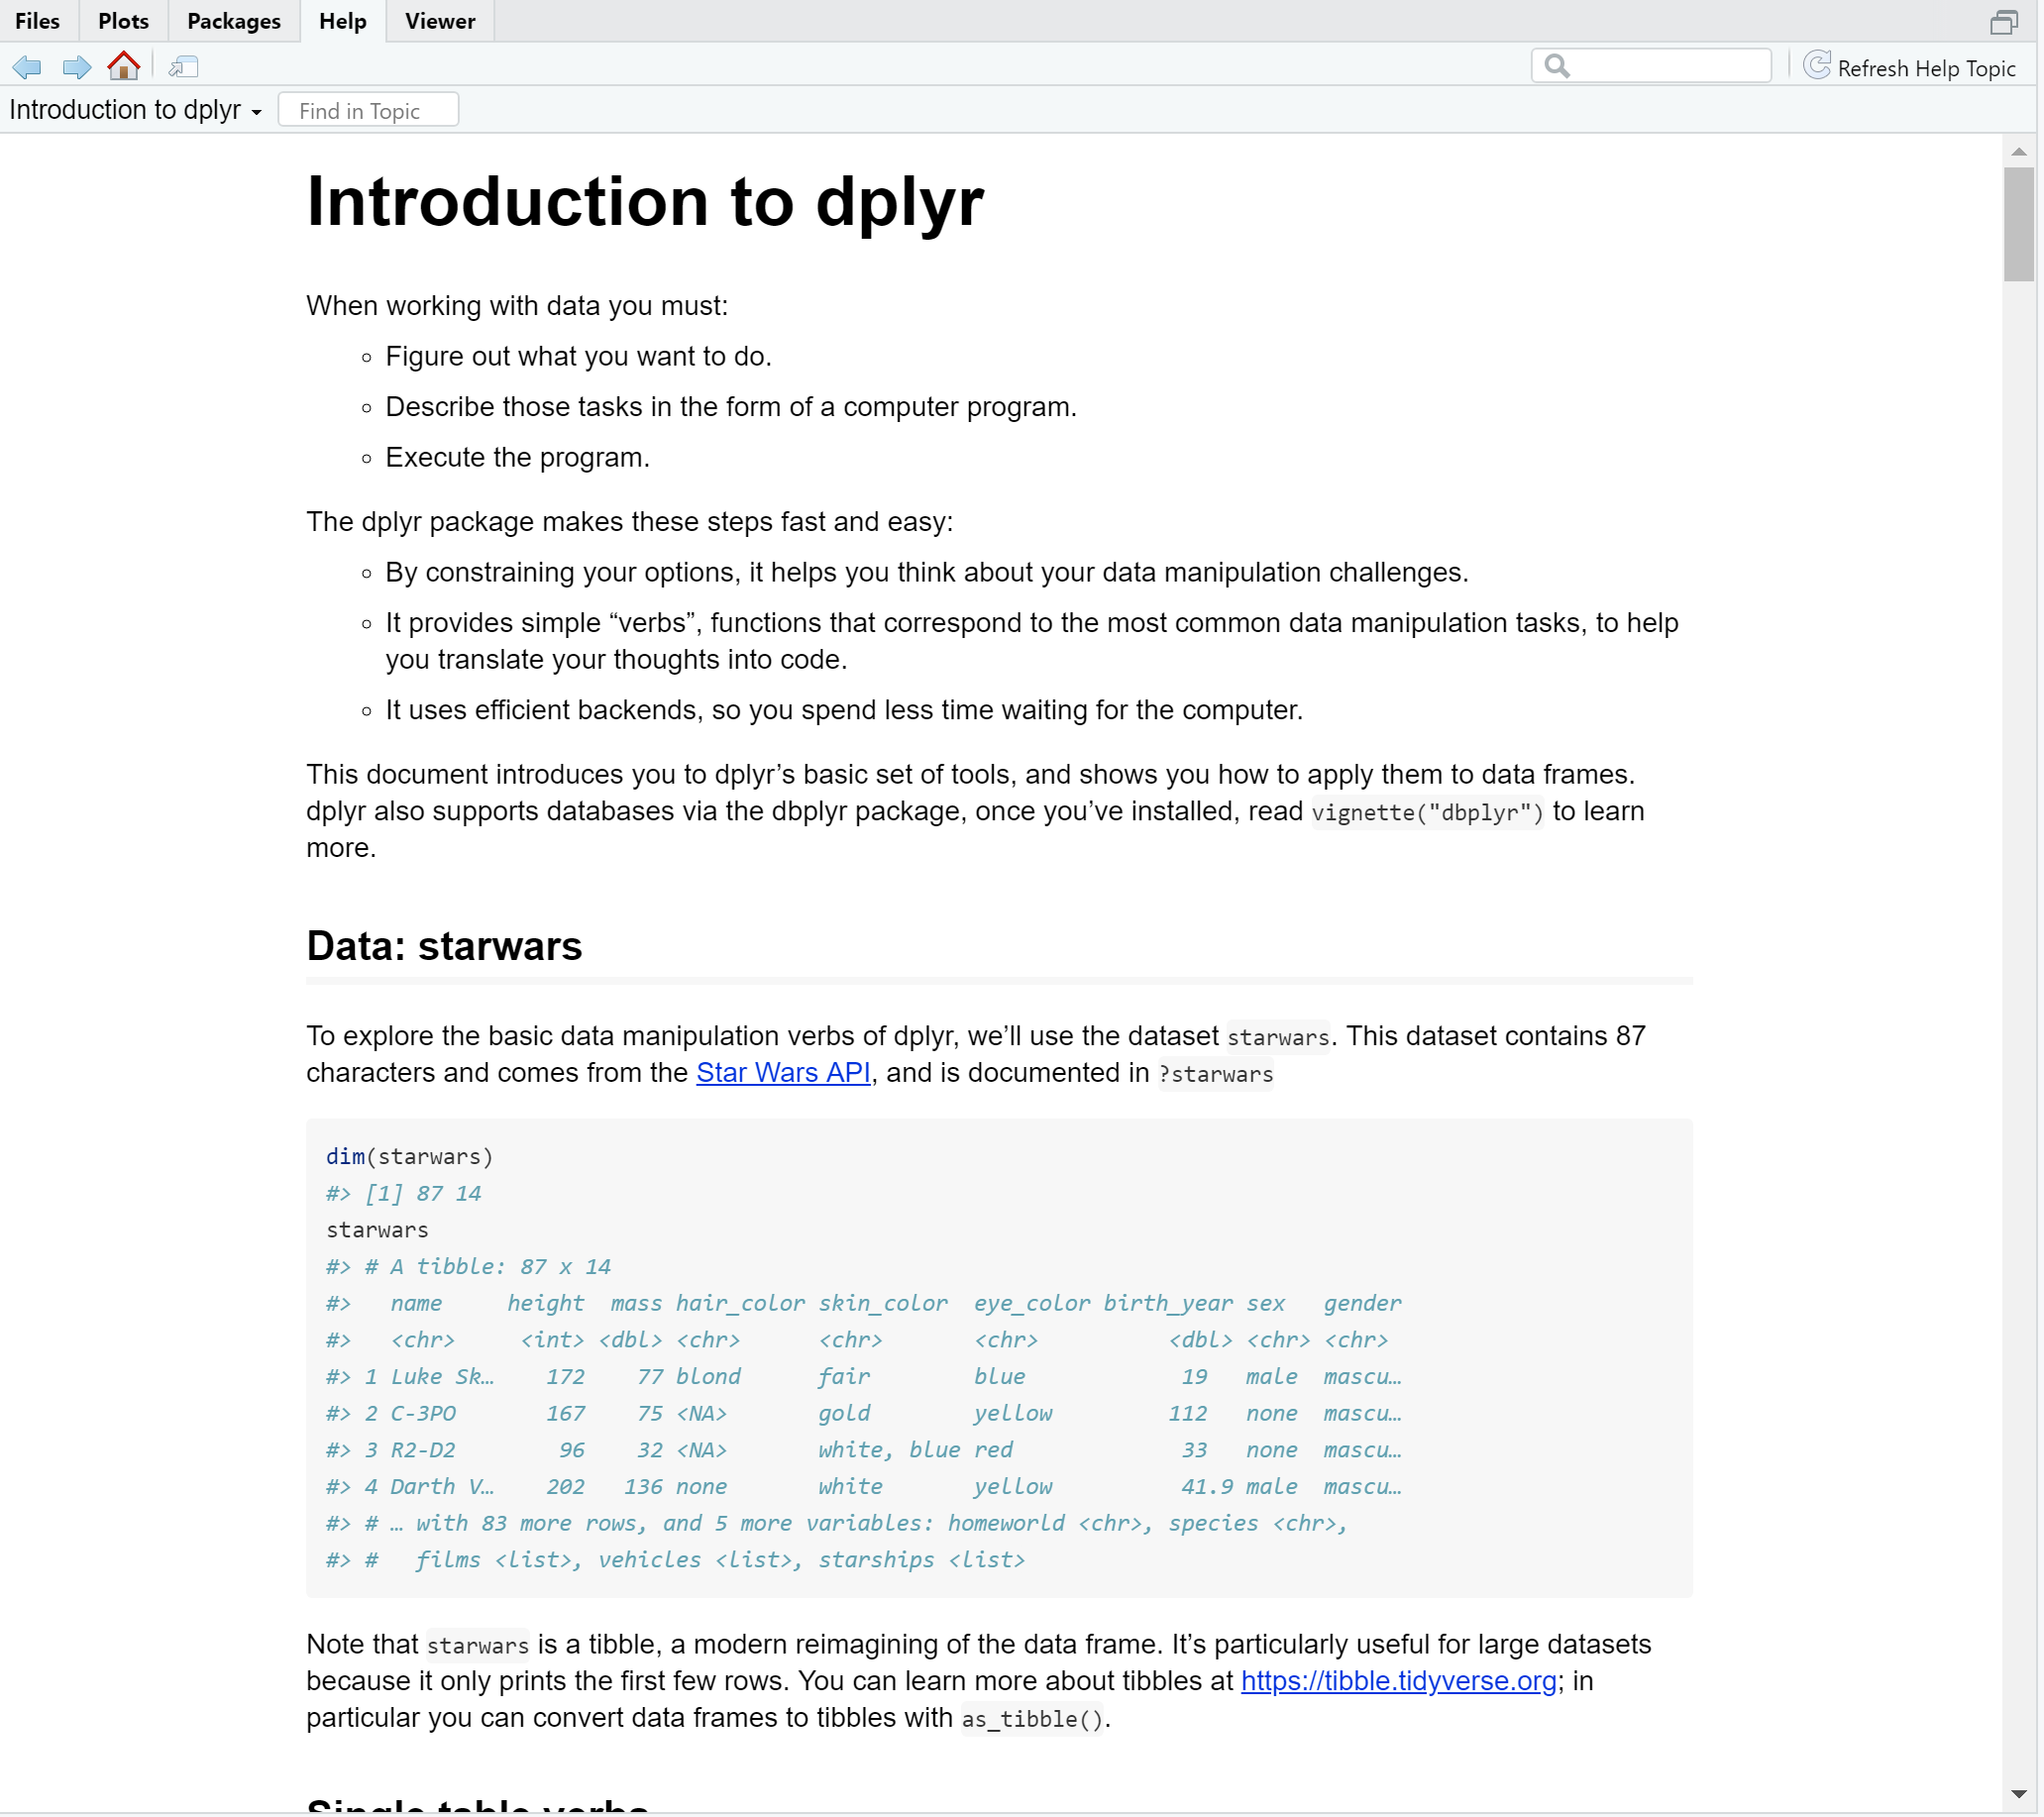 Files Plots Packages Help Viewer
Refresh Help Topic
Introduction to dplyr Find in Topic
Introduction to dplyr
When working with data you must:
Figure out what you want to do.
Describe those tasks in the form of a computer program.
Execute the program.
The dplyr package makes these steps fast and easy:
By constraining your options, it helps you think about your data manipulation challenges.
It provides simple “verbs”, functions that correspond to the most common data manipulation tasks, to help
you translate your thoughts into code.
It uses efficient backends, so you spend less time waiting for the computer.
This document introduces you to dplyr’s basic set of tools, and shows you how to apply them to data frames.
dplyr also supports databases via the dbplyr package, once you’ve installed, read vignette("dbplyr") to learn
more.
Data: starwars
To explore the basic data manipulation verbs of dplyr, we’ll use the dataset starwars. This dataset contains 87
characters and comes from the Star Wars API, and is documented in ?starwars
dim(starwars)
#> [1] 87 14
starwars
#> # A tibble: 87 x 14
#>   name     height  mass hair_color skin_color  eye_color birth_year sex   gender
#>   <chr>     <int> <dbl> <chr>      <chr>       <chr>          <dbl> <chr> <chr>
#> 1 Luke Sk…    172    77 blond      fair        blue            19   male  mascu…
#> 2 C-3PO       167    75 <NA>       gold        yellow         112   none  mascu…
#> 3 R2-D2        96    32 <NA>       white, blue red             33   none  mascu…
#> 4 Darth V…    202   136 none       white       yellow          41.9 male  mascu…
#> # … with 83 more rows, and 5 more variables: homeworld <chr>, species <chr>,
#> #   films <list>, vehicles <list>, starships <list>
Note that starwars is a tibble, a modern reimagining of the data frame. It’s particularly useful for large datasets
because it only prints the first few rows. You can learn more about tibbles at https://tibble.tidyverse.org; in
particular you can convert data frames to tibbles with as_tibble().
Single table verbs